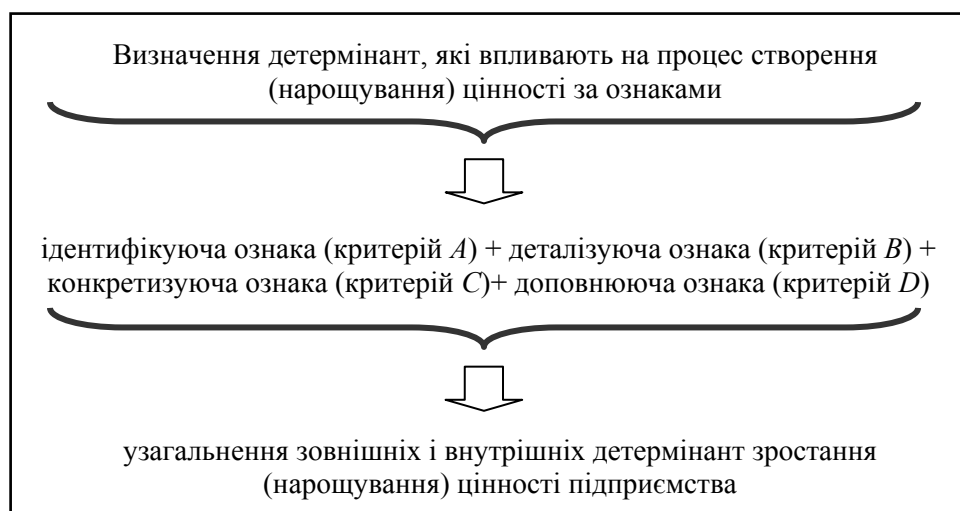 Визначення детермінант, які впливають на процес створення
(нарощування) цінності за ознаками
ідентифікуюча ознака (критерій A) + деталізуюча ознака (критерій B) +
конкретизуюча ознака (критерій C)+ доповнююча ознака (критерій D)
узагальнення зовнішніх і внутрішніх детермінант зростання
(нарощування) цінності підприємства